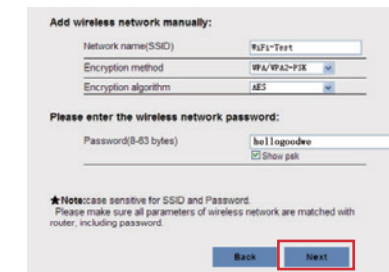 Add wireless network manually:
Network name(SSID) WiFi-Test
Encryption method WPA/WPA2-PSK
Encryption algorithm AES
Please enter the wireless network password:
Password(8-63 bytes) hellogoodwe
Show psk
★Note:case sensitive for SSID and Password.
Please make sure all parameters of wireless network are matched with
router, including password.
Back Next